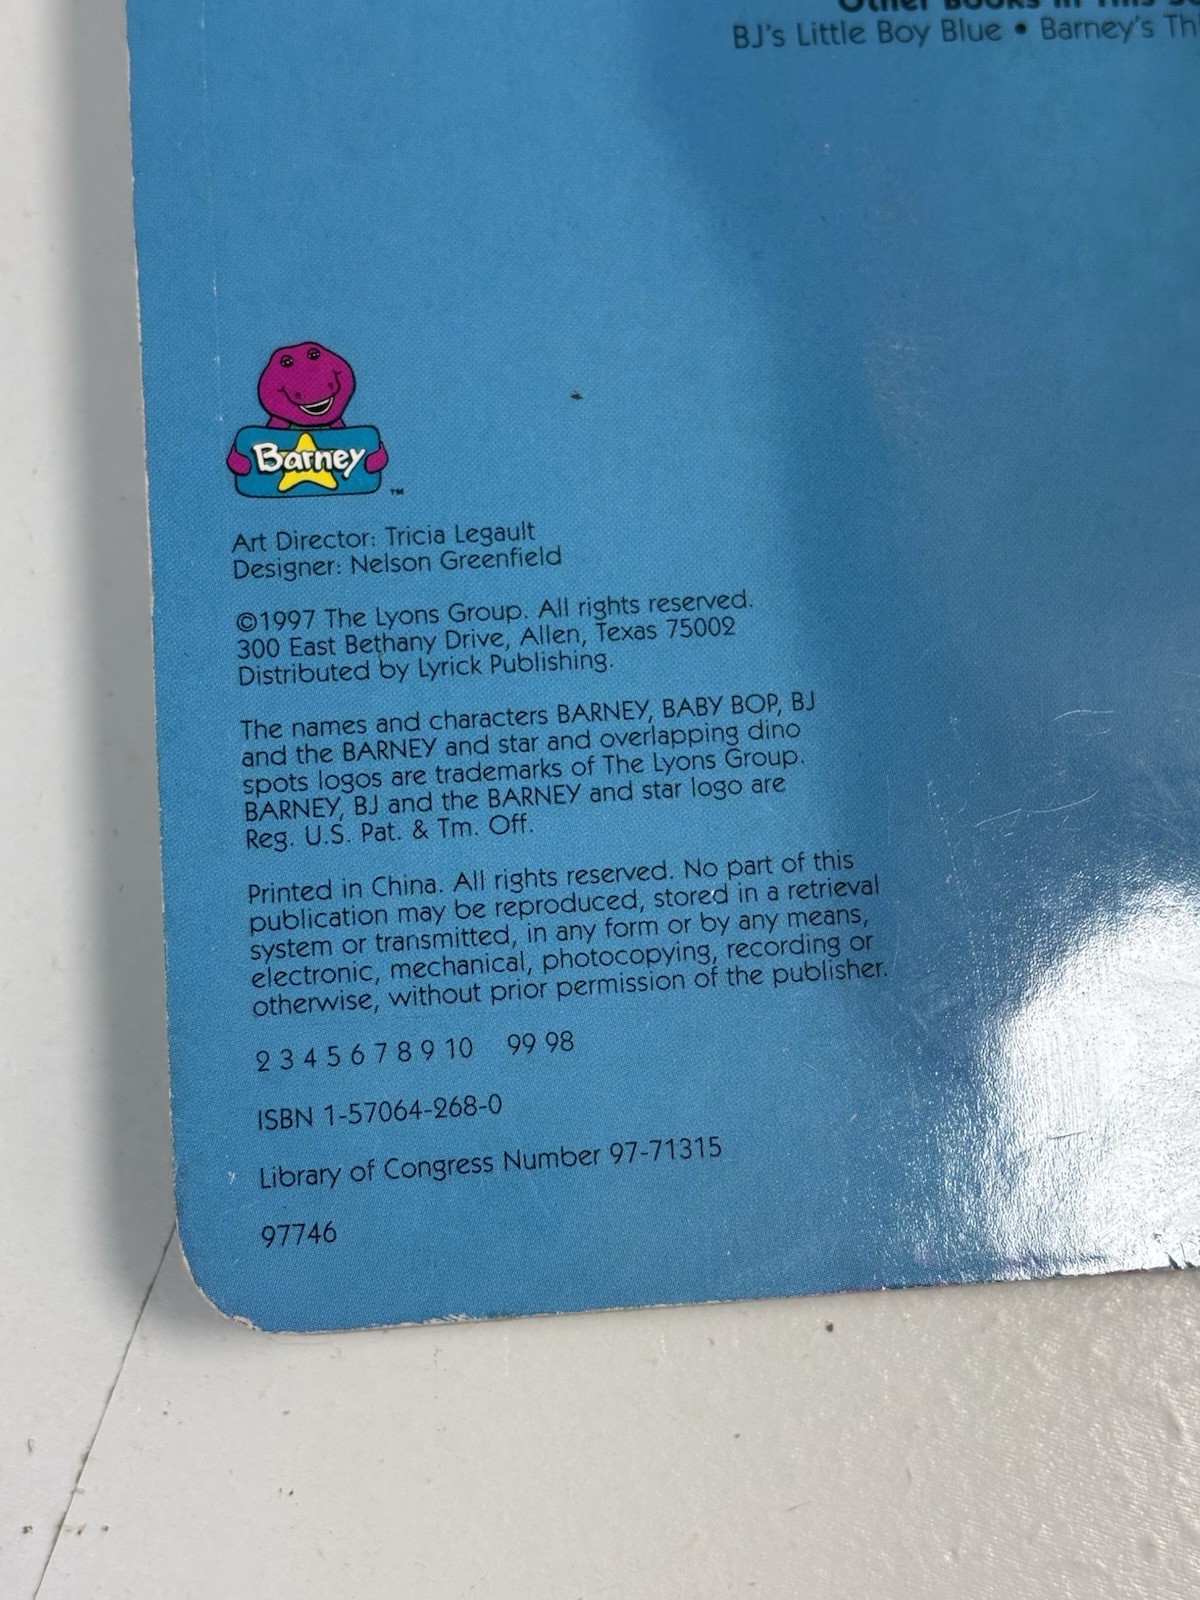 Other Books in This
BJ's Little Boy Blue • Barney's
Barney ™
Art Director: Tricia Legault
Designer: Nelson Greenfield
©1997 The Lyons Group. All rights reserved.
300 East Bethany Drive, Allen, Texas 75002
Distributed by Lyrick Publishing.
The names and characters BARNEY, BABY BOP, BJ
and the BARNEY and star and overlapping dino
spots logos are trademarks of The Lyons Group.
BARNEY, BJ and the BARNEY and star logo are
Reg. U.S. Pat. & Tm. Off.
Printed in China. All rights reserved. No part of this
publication may be reproduced, stored in a retrieval
system or transmitted, in any form or by any means,
electronic, mechanical, photocopying, recording or
otherwise, without prior permission of the publisher.
2 3 4 5 6 7 8 9 10 99 98
ISBN 1-57064-268-0
Library of Congress Number 97-71315
97746